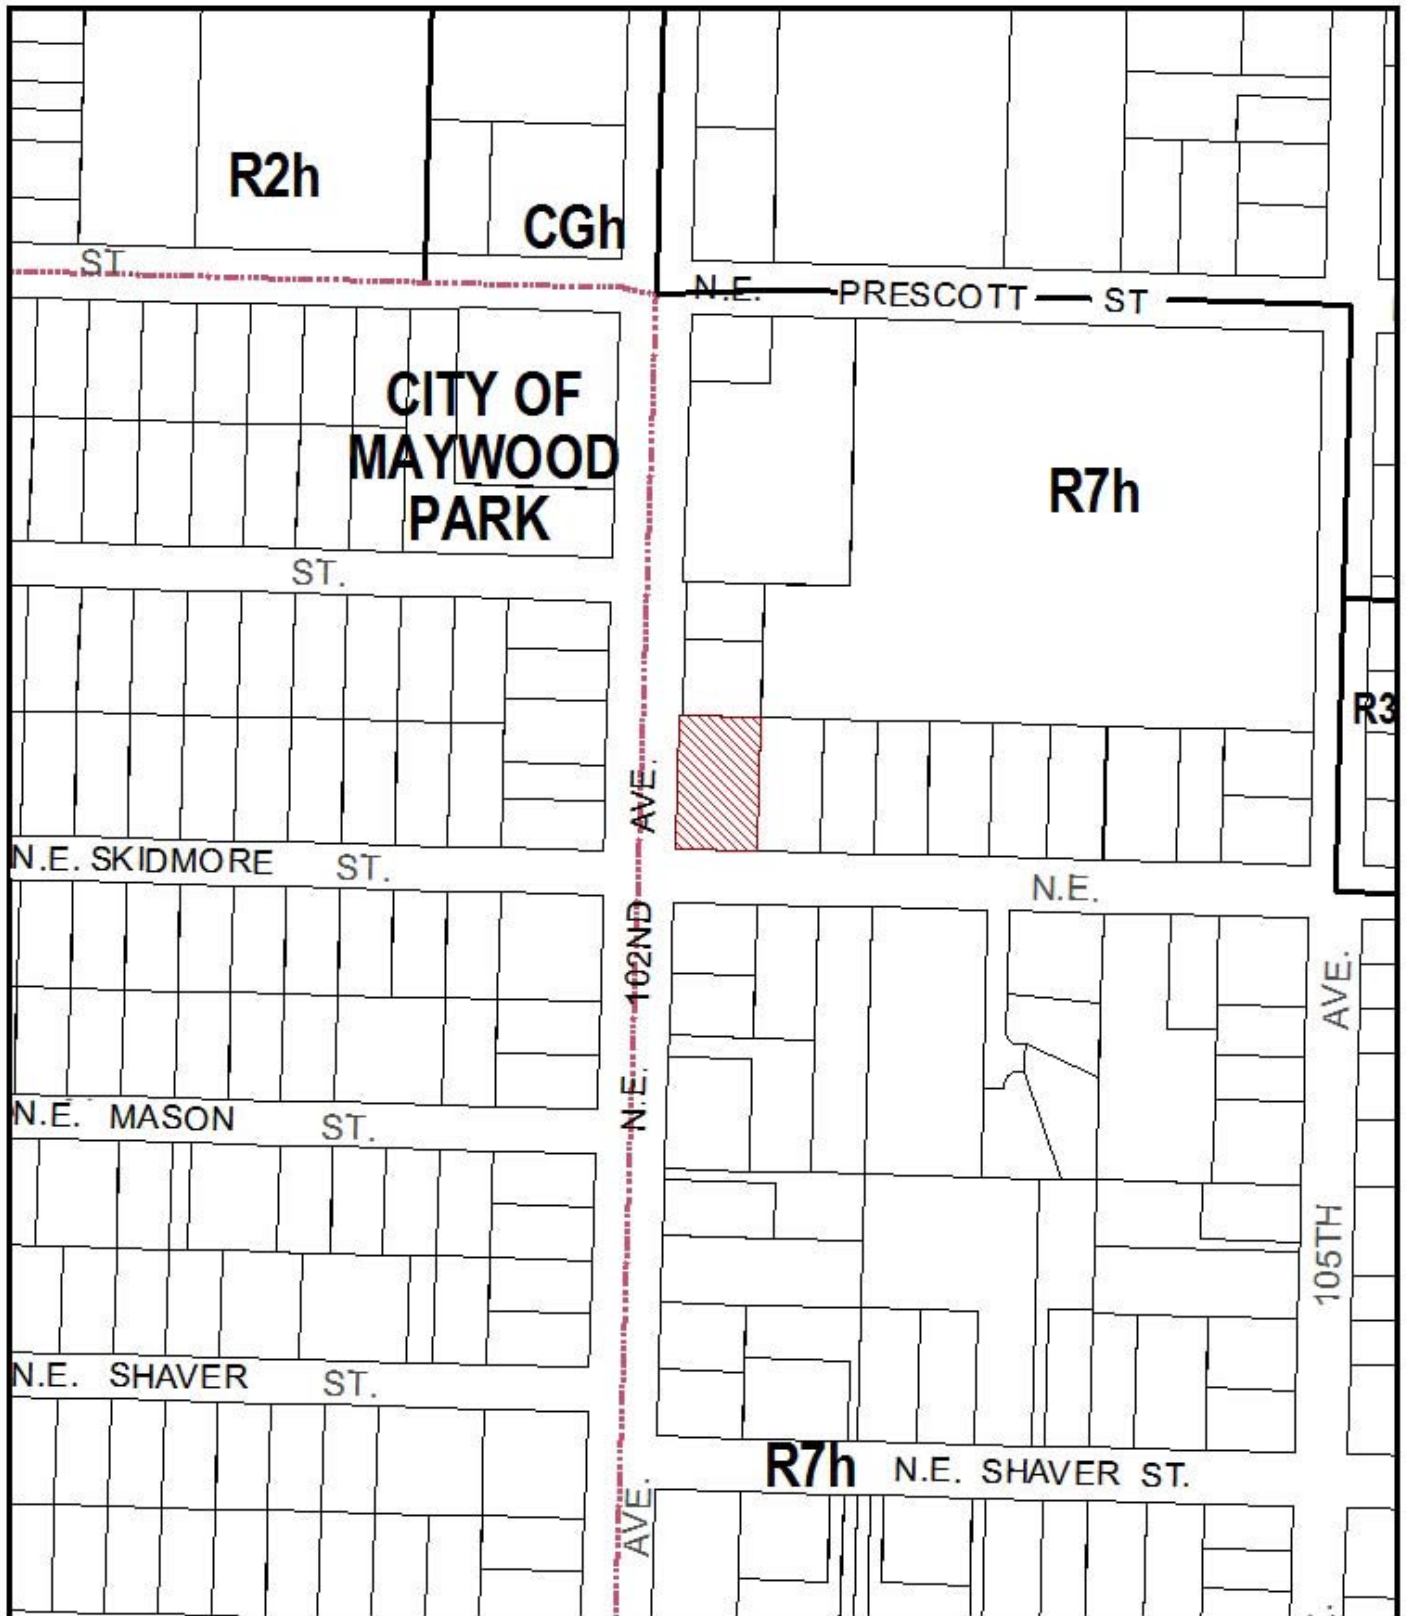 R2h
CGh
ST
N.E. PRESCOTT ST
CITY OF
MAYWOOD
PARK
R7h
ST.
R3
AVE.
N.E. SKIDMORE ST.
N.E.
N.E. 102ND
AVE.
N.E. MASON ST.
105TH
N.E. SHAVER ST.
R7h
N.E. SHAVER ST.
AVE.